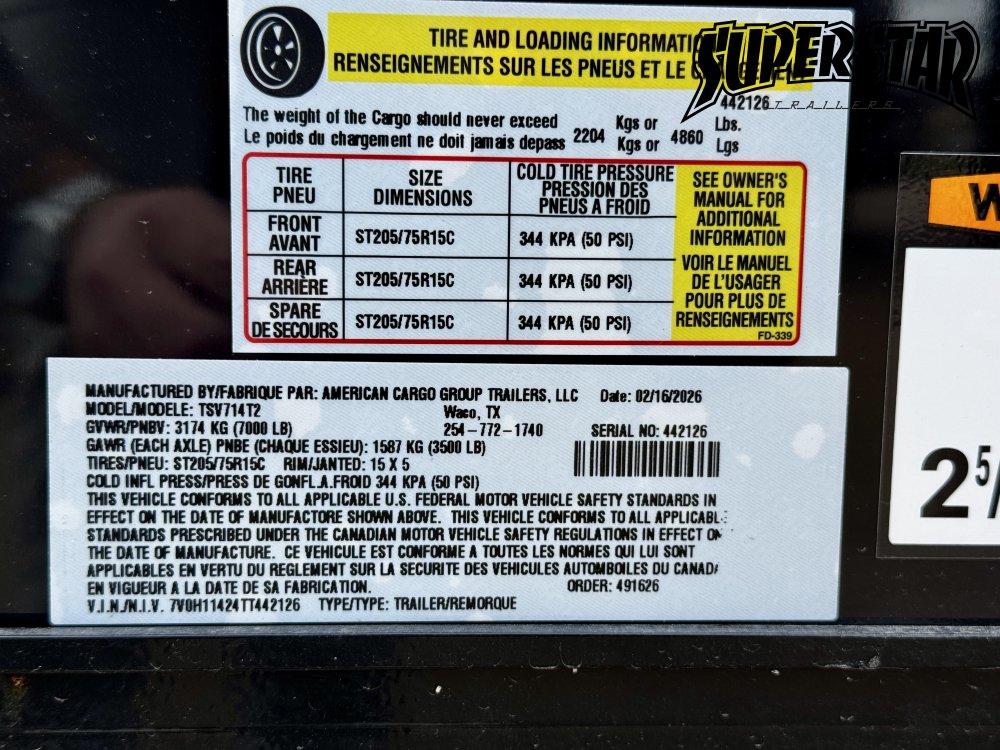 TIRE AND LOADING INFORMATIO
RENSEIGNEMENTS SUR LES PNEUS ET LE
SUPERSTAR
TRAILERS
442126
The weight of the Cargo should never exceed 2204 Kgs or 4860 Lbs.
Le poids du chargement ne doit jamais depass Kgs or Lgs
TIRE PNEU
SIZE DIMENSIONS
COLD TIRE PRESSURE PRESSION DES PNEUS A FROID
SEE OWNER'S MANUAL FOR ADDITIONAL INFORMATION
VOIR LE MANUEL DE L'USAGER POUR PLUS DE RENSEIGNEMENTS
FRONT AVANT ST205/75R15C 344 KPA (50 PSI)
REAR ARRIÈRE ST205/75R15C 344 KPA (50 PSI)
SPARE DE SECOURS ST205/75R15C 344 KPA (50 PSI)
FD-339
MANUFACTURED BY/FABRIQUE PAR: AMERICAN CARGO GROUP TRAILERS, LLC Date: 02/16/2026
MODEL/MODELE: TSV714T2 Waco, TX
GVWR/PNBV: 3174 KG (7000 LB) 254-772-1740 SERIAL NO: 442126
GAWR (EACH AXLE) PNBE (CHAQUE ESSIEU): 1587 KG (3500 LB)
TIRES/PNEU: ST205/75R15C RIM/JANTED: 15 X 5
COLD INFL PRESS/PRESS DE GONFL.A.FROID 344 KPA (50 PSI)
THIS VEHICLE CONFORMS TO ALL APPLICABLE U.S. FEDERAL MOTOR VEHICLE SAFETY STANDARDS IN
EFFECT ON THE DATE OF MANUFACTORE SHOWN ABOVE. THIS VEHICLE CONFORMS TO ALL APPLICABL
STANDARDS PRESCRIBED UNDER THE CANADIAN MOTOR VEHICLE SAFETY REGULATIONS IN EFFECT ON
THE DATE OF MANUFACTURE. CE VEHICULE EST CONFORME A TOUTES LES NORMES QUI LUI SONT
APPLICABLES EN VERTU DU REGLEMENT SUR LA SECURITE DES VEHICULES AUTOMBOILES DU CANAD
EN VIGUEUR A LA DATE DE SA FABRICATION. ORDER: 491626
V.I.N./N.I.V. 7V0H11424TT442126 TYPE/TYPE: TRAILER/REMORQUE
W
2 5/